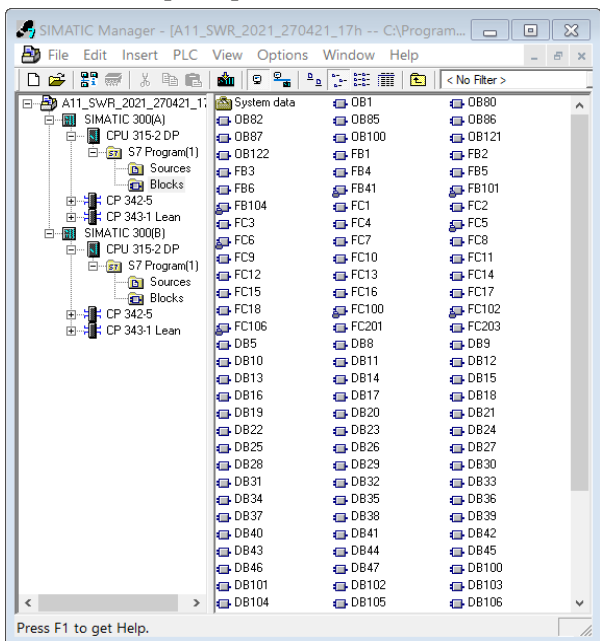 SIMATIC Manager - [A11_SWR_2021_270421_17h -- C:\Program...
File Edit Insert PLC View Options Window Help
< No Filter >
A11_SWR_2021_270421_17
SIMATIC 300(A)
CPU 315-2 DP
S7 Program(1)
Sources
Blocks
CP 342-5
CP 343-1 Lean
SIMATIC 300(B)
CPU 315-2 DP
S7 Program(1)
Sources
Blocks
CP 342-5
CP 343-1 Lean
System data OB1 OB80
OB82 OB85 OB86
OB87 OB100 OB121
OB122 FB1 FB2
FB3 FB4 FB5
FB6 FB41 FB101
FB104 FC1 FC2
FC3 FC4 FC5
FC6 FC7 FC8
FC9 FC10 FC11
FC12 FC13 FC14
FC15 FC16 FC17
FC18 FC100 FC102
FC106 FC201 FC203
DB5 DB8 DB9
DB10 DB11 DB12
DB13 DB14 DB15
DB16 DB17 DB18
DB19 DB20 DB21
DB22 DB23 DB24
DB25 DB26 DB27
DB28 DB29 DB30
DB31 DB32 DB33
DB34 DB35 DB36
DB37 DB38 DB39
DB40 DB41 DB42
DB43 DB44 DB45
DB46 DB47 DB100
DB101 DB102 DB103
DB104 DB105 DB106
Press F1 to get Help.